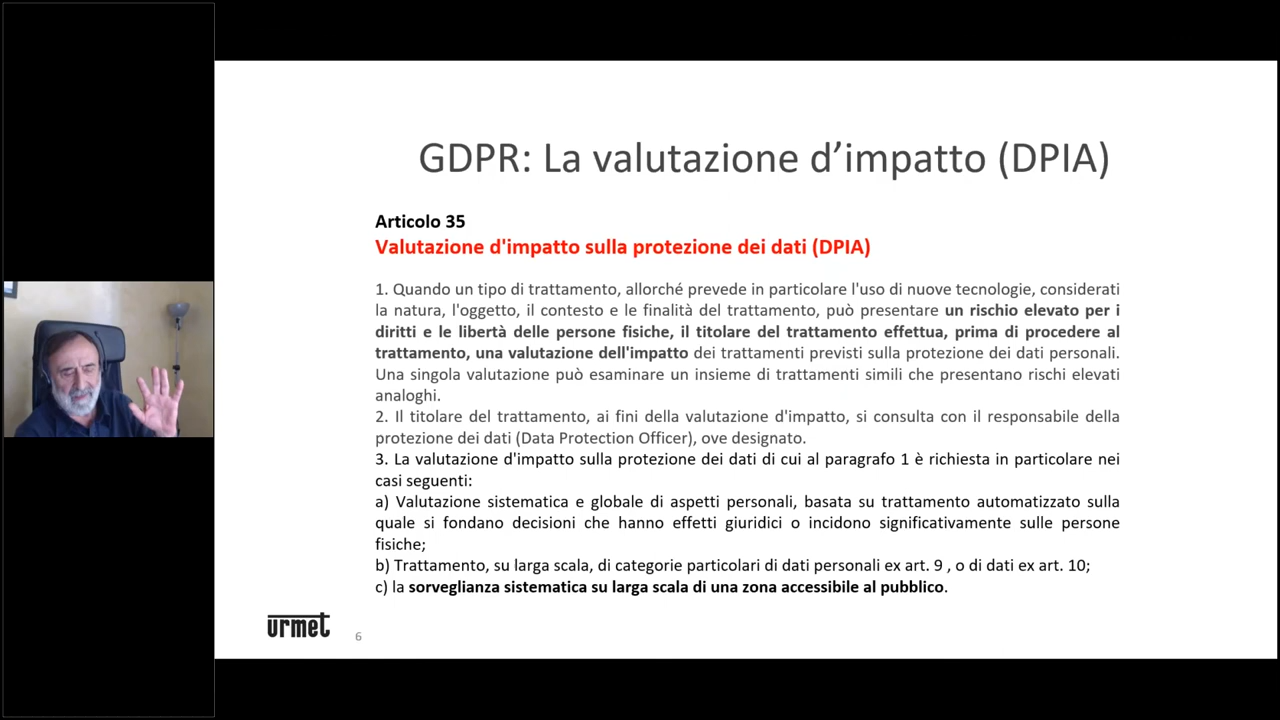 GDPR: La valutazione d’impatto (DPIA)
Articolo 35
Valutazione d'impatto sulla protezione dei dati (DPIA)
1. Quando un tipo di trattamento, allorché prevede in particolare l'uso di nuove tecnologie, considerati
la natura, l'oggetto, il contesto e le finalità del trattamento, può presentare un rischio elevato per i
diritti e le libertà delle persone fisiche, il titolare del trattamento effettua, prima di procedere al
trattamento, una valutazione dell'impatto dei trattamenti previsti sulla protezione dei dati personali.
Una singola valutazione può esaminare un insieme di trattamenti simili che presentano rischi elevati
analoghi.
2. Il titolare del trattamento, ai fini della valutazione d'impatto, si consulta con il responsabile della
protezione dei dati (Data Protection Officer), ove designato.
3. La valutazione d'impatto sulla protezione dei dati di cui al paragrafo 1 è richiesta in particolare nei
casi seguenti:
a) Valutazione sistematica e globale di aspetti personali, basata su trattamento automatizzato sulla
quale si fondano decisioni che hanno effetti giuridici o incidono significativamente sulle persone
fisiche;
b) Trattamento, su larga scala, di categorie particolari di dati personali ex art. 9 , o di dati ex art. 10;
c) la sorveglianza sistematica su larga scala di una zona accessibile al pubblico.
urmet
6